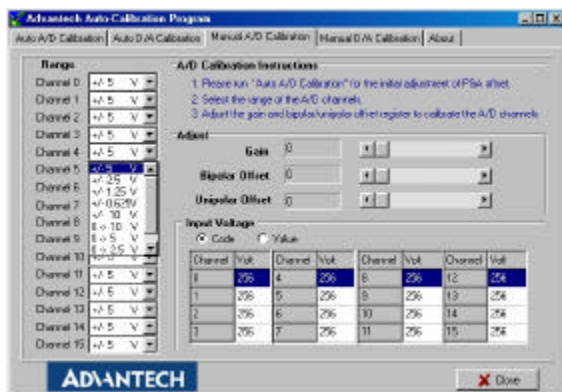 Advantech Auto-Calibration Program
Auto A/D Calibration Auto D/A Calibration Manual A/D Calibration Manual D/A Calibration About
Range
Channel 0 +/- 5 V
Channel 1 +/- 5 V
Channel 2 +/- 5 V
Channel 3 +/- 5 V
Channel 4 +/- 5 V
Channel 5 +/- 5 V
Channel 6
Channel 7
Channel 8
Channel 9
Channel 10
Channel 11 +/- 5 V
Channel 12 +/- 5 V
Channel 13 +/- 5 V
Channel 14 +/- 5 V
Channel 15 +/- 5 V
+/- 5 V
+/- 2.5 V
+/- 1.25 V
+/- 0.625V
+/- 10 V
0 -> 10 V
0 -> 5 V
0 -> 2.5 V
A/D Calibration Instructions
1. Please run "Auto A/D Calibration" for the initial adjustment of PGA offset.
2. Select the range of the A/D channels.
3. Adjust the gain and bipolar/unipolar offset register to calibrate the A/D channels.
Adjust
Gain 0
Bipolar Offset 0
Unipolar Offset 0
Input Voltage
Code Value
Channel Volt Channel Volt Channel Volt Channel Volt
0 256 4 256 8 256 12 256
1 256 5 256 9 256 13 256
2 256 6 256 10 256 14 256
3 256 7 256 11 256 15 256
ADVANTECH
Close